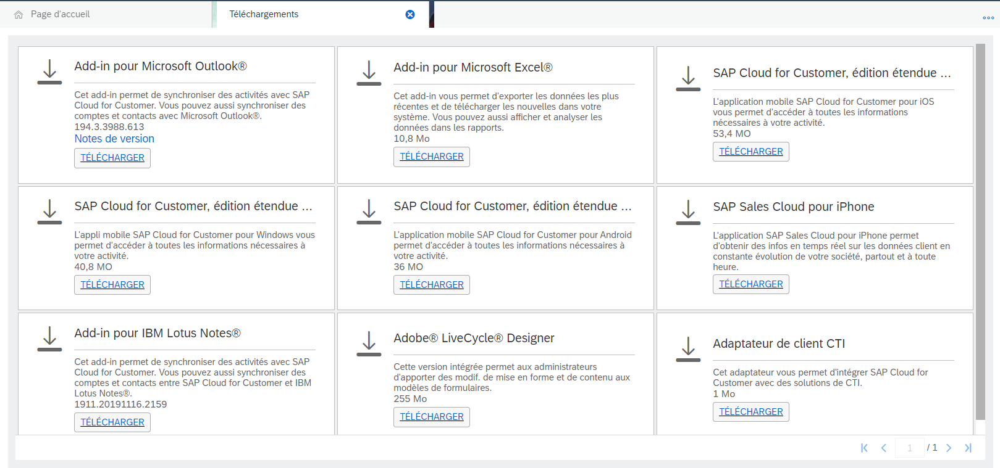 Page d'accueil
Téléchargements
Add-in pour Microsoft Outlook®
Cet add-in permet de synchroniser des activités avec SAP
Cloud for Customer. Vous pouvez aussi synchroniser des
comptes et contacts avec Microsoft Outlook®.
194.3.3988.613
Notes de version
TÉLÉCHARGER
Add-in pour Microsoft Excel®
Cet add-in vous permet d'exporter les données les plus
récentes et de télécharger les nouvelles dans votre
système. Vous pouvez aussi afficher et analyser les
données dans les rapports.
10,8 Mo
TÉLÉCHARGER
SAP Cloud for Customer, édition étendue ...
L'application mobile SAP Cloud for Customer pour iOS
vous permet d'accéder à toutes les informations
nécessaires à votre activité.
53,4 MO
TÉLÉCHARGER
SAP Cloud for Customer, édition étendue ...
L'appli mobile SAP Cloud for Customer pour Windows vous
permet d'accéder à toutes les informations nécessaires à
votre activité.
40,8 MO
TÉLÉCHARGER
SAP Cloud for Customer, édition étendue ...
L'application mobile SAP Cloud for Customer pour Android
permet d'accéder à toutes les informations nécessaires à
votre activité.
36 MO
TÉLÉCHARGER
SAP Sales Cloud pour iPhone
L'application SAP Sales Cloud pour iPhone permet
d'obtenir des infos en temps réel sur les données client en
constante évolution de votre société, partout et à toute
heure.
TÉLÉCHARGER
Add-in pour IBM Lotus Notes®
Cet add-in permet de synchroniser des activités avec SAP
Cloud for Customer. Vous pouvez aussi synchroniser des
comptes et contacts entre SAP Cloud for Customer et IBM
Lotus Notes®.
1911.20191116.2159
TÉLÉCHARGER
Adobe® LiveCycle® Designer
Cette version intégrée permet aux administrateurs
d'apporter des modif. de mise en forme et de contenu aux
modèles de formulaires.
255 Mo
TÉLÉCHARGER
Adaptateur de client CTI
Cet adaptateur vous permet d'intégrer SAP Cloud for
Customer avec des solutions de CTI.
1 Mo
TÉLÉCHARGER
1 / 1